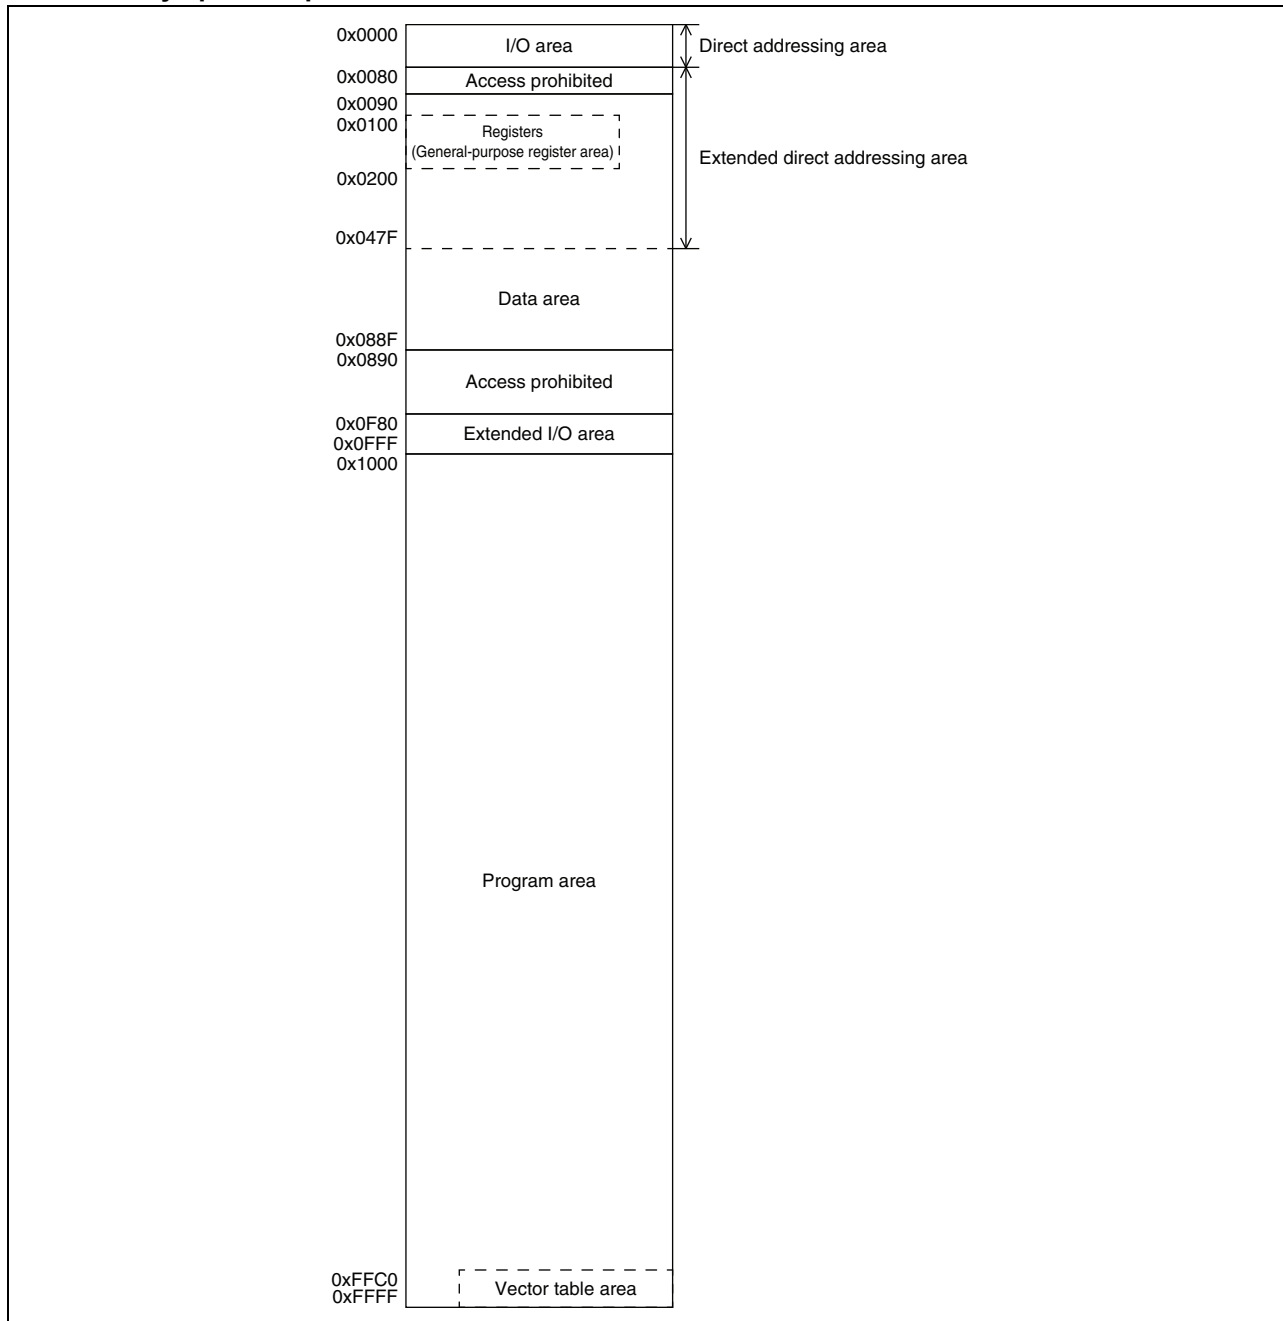 0x0000
I/O area
Direct addressing area
0x0080
Access prohibited
0x0090
0x0100
Registers
(General-purpose register area)
Extended direct addressing area
0x0200
0x047F
Data area
0x088F
0x0890
Access prohibited
0x0F80
Extended I/O area
0x0FFF
0x1000
Program area
0xFFC0
Vector table area
0xFFFF